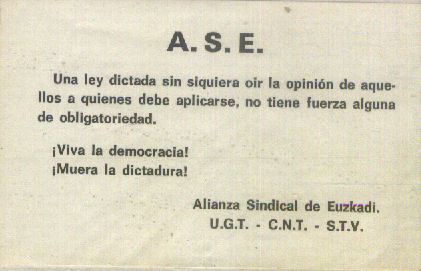 A. S. E.
Una ley dictada sin siquiera oir la opinión de aque-
llos a quienes debe aplicarse, no tiene fuerza alguna
de obligatoriedad.
¡Viva la democracia!
¡Muera la dictadura!
Alianza Sindical de Euzkadi.
U.G.T. - C.N.T. - S.T.V.